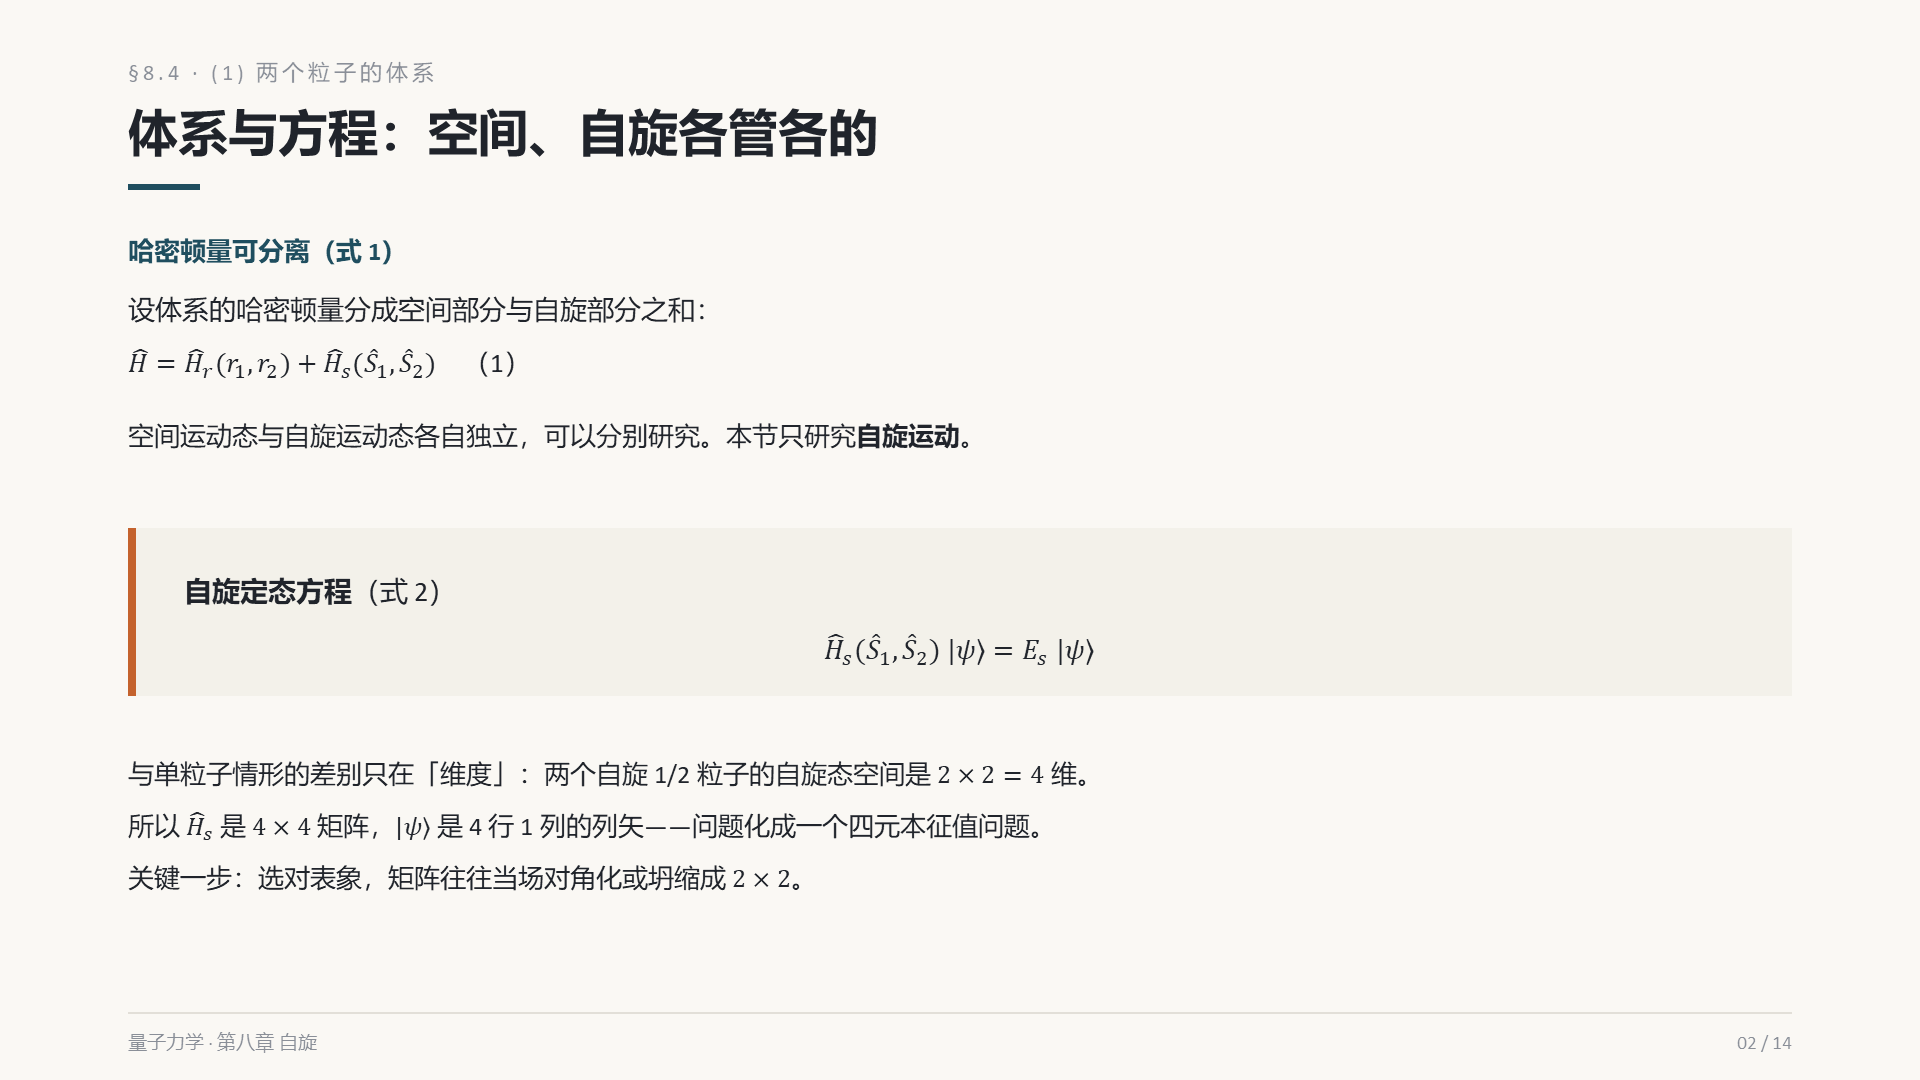 §8.4 · (1) 两个粒子的体系
体系与方程：空间、自旋各管各的
哈密顿量可分离（式 1）
设体系的哈密顿量分成空间部分与自旋部分之和：
Ĥ = Ĥᵣ(r₁, r₂) + Ĥₛ(Ŝ₁, Ŝ₂) （1）
空间运动态与自旋运动态各自独立，可以分别研究。本节只研究自旋运动。
自旋定态方程（式 2）
Ĥₛ(Ŝ₁, Ŝ₂) |ψ⟩ = Eₛ |ψ⟩
与单粒子情形的差别只在「维度」：两个自旋 1/2 粒子的自旋态空间是 2 × 2 = 4 维。
所以 Ĥₛ 是 4 × 4 矩阵，|ψ⟩ 是 4 行 1 列的列矢——问题化成一个四元本征值问题。
关键一步：选对表象，矩阵往往当场对角化或坍缩成 2 × 2。
量子力学 · 第八章 自旋
02 / 14